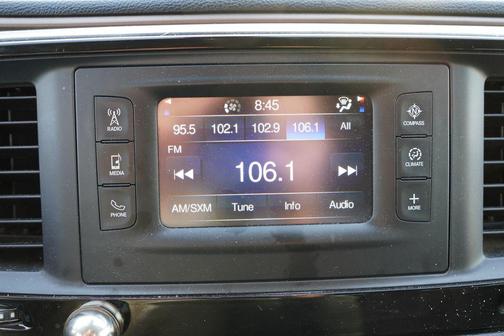 8:45
95.5 102.1 102.9 106.1 All
FM
106.1
AM/SXM Tune Info Audio
RADIO
MEDIA
PHONE
N
COMPASS
CLIMATE
MORE